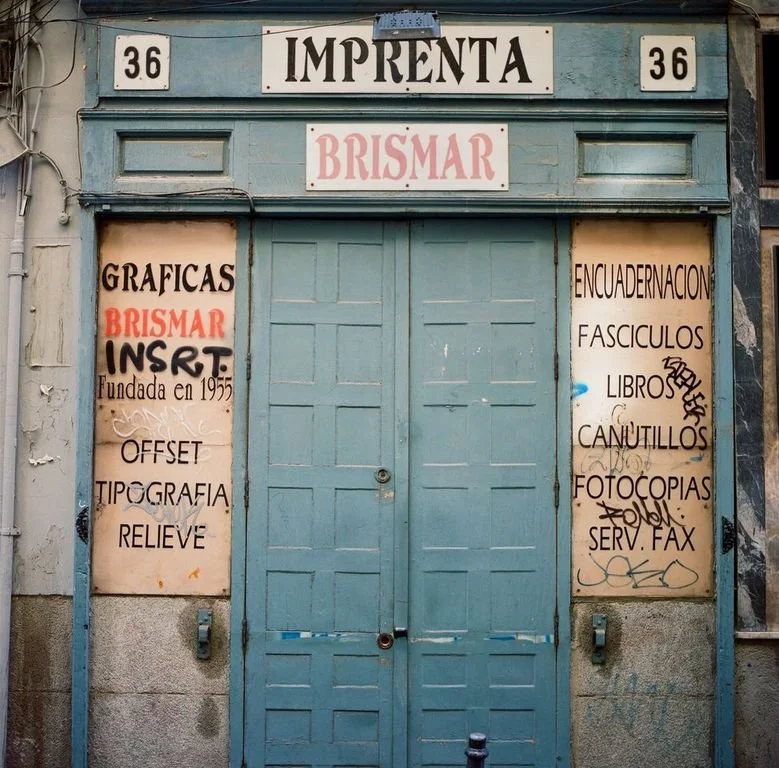 36
IMPRENTA
36
BRISMAR
GRAFICAS
BRISMAR
INSRT.
Fundada en 1955
OFFSET
TIPOGRAFIA
RELIEVE
ENCUADERNACION
FASCICULOS
LIBROS
CANUTILLOS
FOTOCOPIAS
SERV. FAX